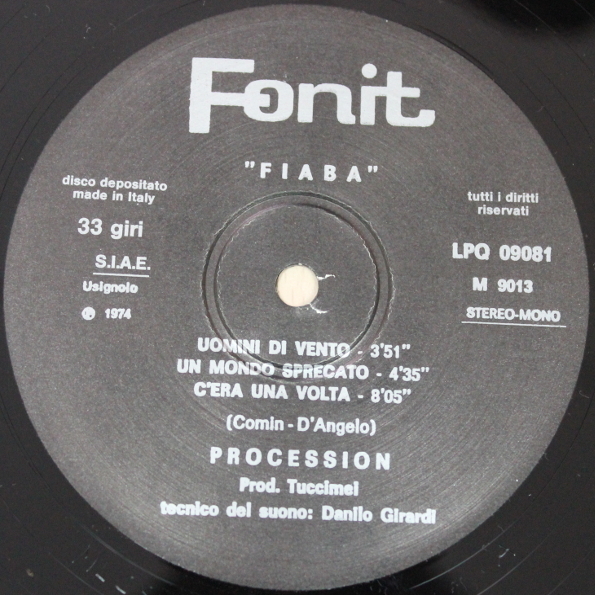 Fonit
"FIABA"
disco depositato
made in Italy
33 giri
S.I.A.E.
Usignolo
℗ 1974
tutti i diritti
riservati
LPQ 09081
M 9013
STEREO-MONO
UOMINI DI VENTO - 3'51"
UN MONDO SPRECATO - 4'35"
C'ERA UNA VOLTA - 8'05"
(Comin - D'Angelo)
PROCESSION
Prod. Tuccimei
tecnico del suono: Danilo Girardi